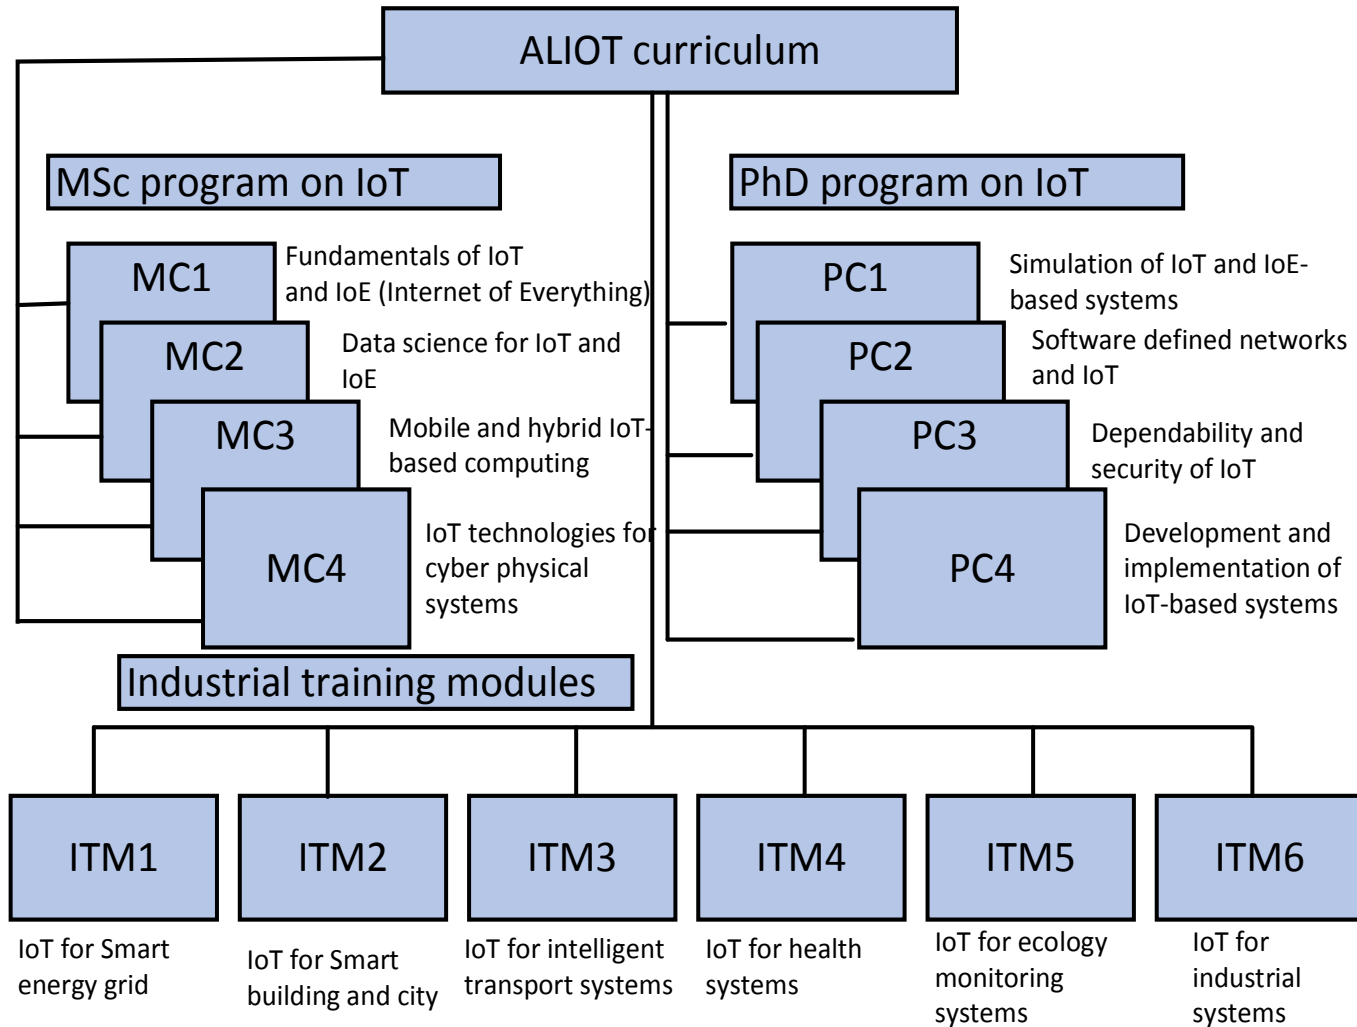 ALIOT curriculum
MSc program on IoT
MC1
Fundamentals of IoT
and IoE (Internet of Everything)
MC2
Data science for IoT and
IoE
MC3
Mobile and hybrid IoT-
based computing
MC4
IoT technologies for
cyber physical
systems
PhD program on IoT
PC1
Simulation of IoT and IoE-
based systems
PC2
Software defined networks
and IoT
PC3
Dependability and
security of IoT
PC4
Development and
implementation of
IoT-based systems
Industrial training modules
ITM1
IoT for Smart
energy grid
ITM2
IoT for Smart
building and city
ITM3
IoT for intelligent
transport systems
ITM4
IoT for health
systems
ITM5
IoT for ecology
monitoring
systems
ITM6
IoT for
industrial
systems